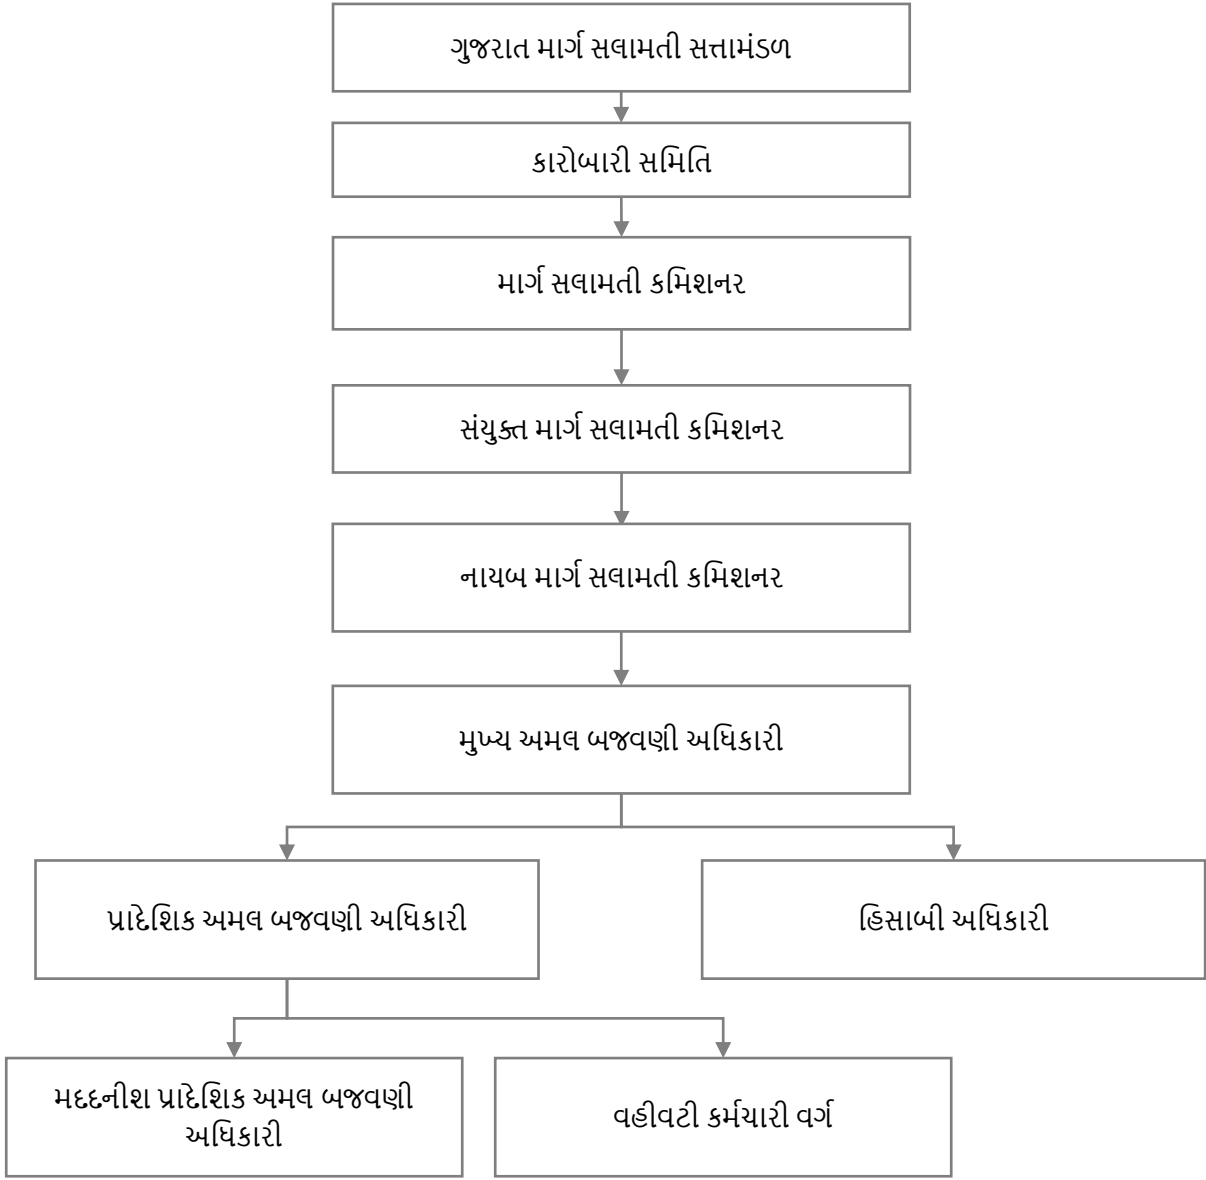 ગુજરાત માર્ગ સલામતી સત્તામંડળ
કારોબારી સમિતિ
માર્ગ સલામતી કમિશનર
સંયુક્ત માર્ગ સલામતી કમિશનર
નાયબ માર્ગ સલામતી કમિશનર
મુખ્ય અમલ બજવણી અધિકારી
પ્રાદેશિક અમલ બજવણી અધિકારી
હિસાબી અધિકારી
મદદનીશ પ્રાદેશિક અમલ બજવણી
અધિકારી
વહીવટી કર્મચારી વર્ગ